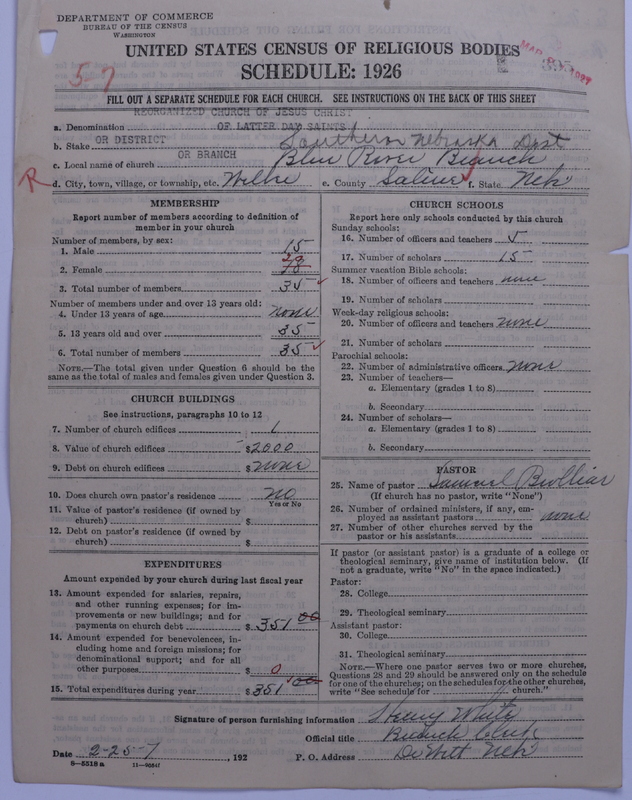 DEPARTMENT OF COMMERCE
BUREAU OF THE CENSUS
WASHINGTON
UNITED STATES CENSUS OF RELIGIOUS BODIES
SCHEDULE: 1926
5-7
FILL OUT A SEPARATE SCHEDULE FOR EACH CHURCH. SEE INSTRUCTIONS ON THE BACK OF THIS SHEET
REORGANIZED CHURCH OF JESUS CHRIST
a. Denomination OF LATTER DAY SAINTS
OR DISTRICT
b. Stake Southern Nebraska Dist
OR BRANCH
c. Local name of church Blue River Branch
R d. City, town, village, or township, etc. Wilber e. County Saline f. State Neb
MEMBERSHIP
Report number of members according to definition of
member in your church
Number of members, by sex:
1. Male 15
2. Female 20
3. Total number of members 35
Number of members under and over 13 years old:
4. Under 13 years of age none
5. 13 years old and over 35
6. Total number of members 35
NOTE.—The total given under Question 6 should be
same as the total of males and females given under Question 3.
CHURCH BUILDINGS
See instructions, paragraphs 10 to 12
7. Number of church edifices 1
8. Value of church edifices $2000
9. Debt on church edifices $ none
10. Does church own pastor's residence no
Yes or No
11. Value of pastor's residence (if owned by
church) $
12. Debt on pastor's residence (if owned by
church) $
EXPENDITURES
Amount expended by your church during last fiscal year
13. Amount expended for salaries, repairs,
and other running expenses; for im-
provements or new buildings; and for
payments on church debt $ 351 00
14. Amount expended for benevolences, in-
cluding home and foreign missions; for
denominational support; and for all
other purposes $ 0
15. Total expenditures during year $ 351 00
CHURCH SCHOOLS
Report here only schools conducted by this church
Sunday schools:
16. Number of officers and teachers 5
17. Number of scholars 15
Summer vacation Bible schools:
18. Number of officers and teachers none
19. Number of scholars
Week-day religious schools:
20. Number of officers and teachers none
21. Number of scholars
Parochial schools:
22. Number of administrative officers none
23. Number of teachers—
a. Elementary (grades 1 to 8)
b. Secondary
24. Number of scholars—
a. Elementary (grades 1 to 8)
b. Secondary
PASTOR
25. Name of pastor Samuel
(If church has no pastor, write "None")
26. Number of ordained ministers, if any, em-
ployed as assistant pastors none
27. Number of other churches served by the
pastor or his assistants
If pastor (or assistant pastor) is a graduate of a college or
theological seminary, give name of institution below. (If
not a graduate, write "No" in the space indicated.)
Pastor:
28. College
29. Theological seminary
Assistant pastor:
30. College
31. Theological seminary
NOTE.—Where one pastor serves two or more churches,
Questions 28 and 29 should be answered only on the schedule
for one of the churches; on the schedules for the other churches,
write "See schedule for church."
Signature of person furnishing information Henry White
Official title Branch Clerk
Date 2-25-7, 192 P. O. Address DeWitt Neb
8-5318 a 11-9684f